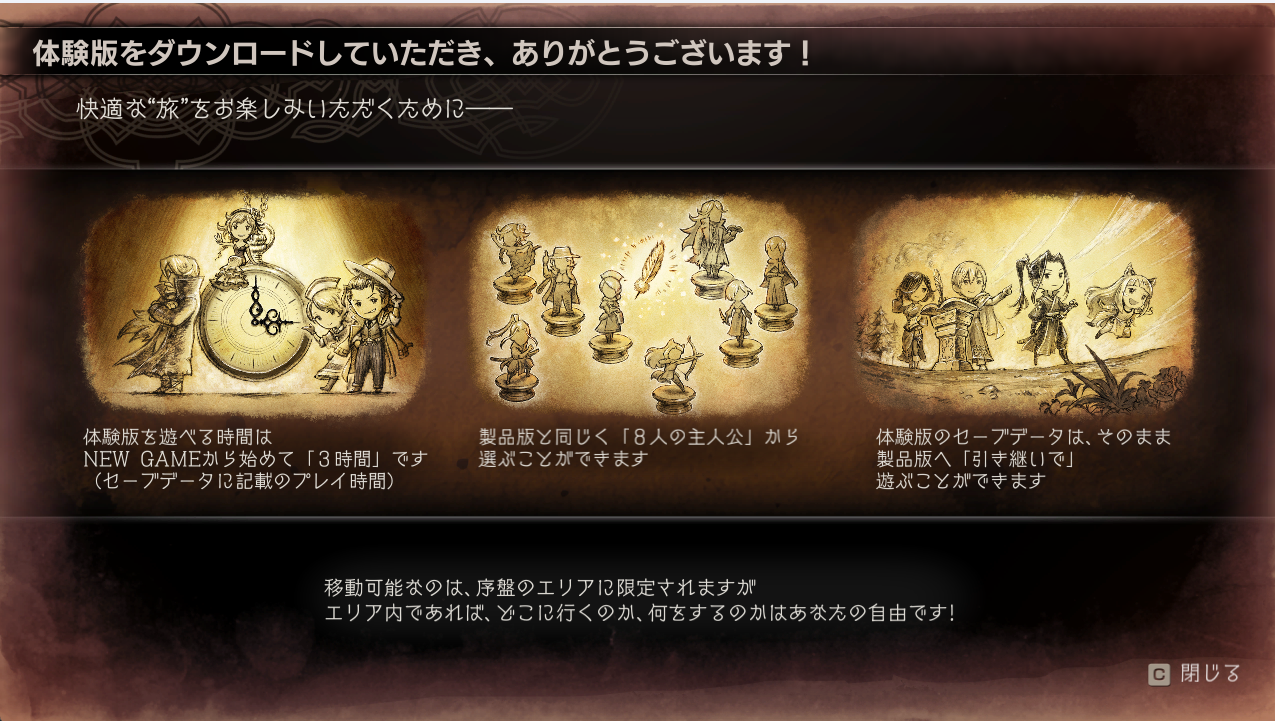 体験版をダウンロードしていただき、ありがとうございます！
快適な“旅”をお楽しみいただくために——
体験版を遊べる時間は
NEW GAMEから始めて「３時間」です
（セーブデータに記載のプレイ時間）
製品版と同じく「８人の主人公」から
選ぶことができます
体験版のセーブデータは、そのまま
製品版へ「引き継いで」
遊ぶことができます
移動可能なのは、序盤のエリアに限定されますが
エリア内であれば、どこに行くのか、何をするのかはあなたの自由です！
C 閉じる